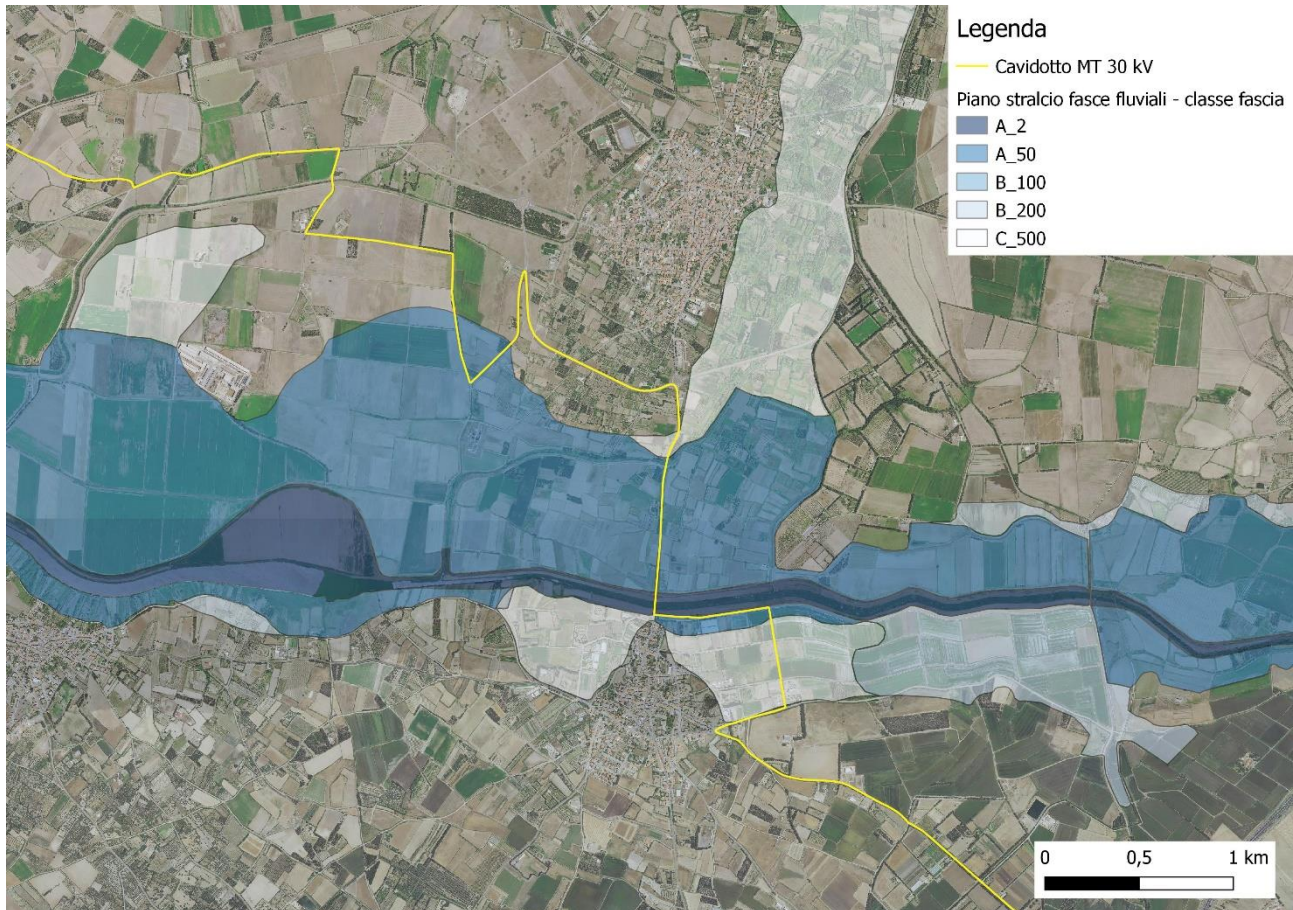 Legenda
Cavidotto MT 30 kV
Piano stralcio fasce fluviali - classe fascia
A_2
A_50
B_100
B_200
C_500
0 0,5 1 km